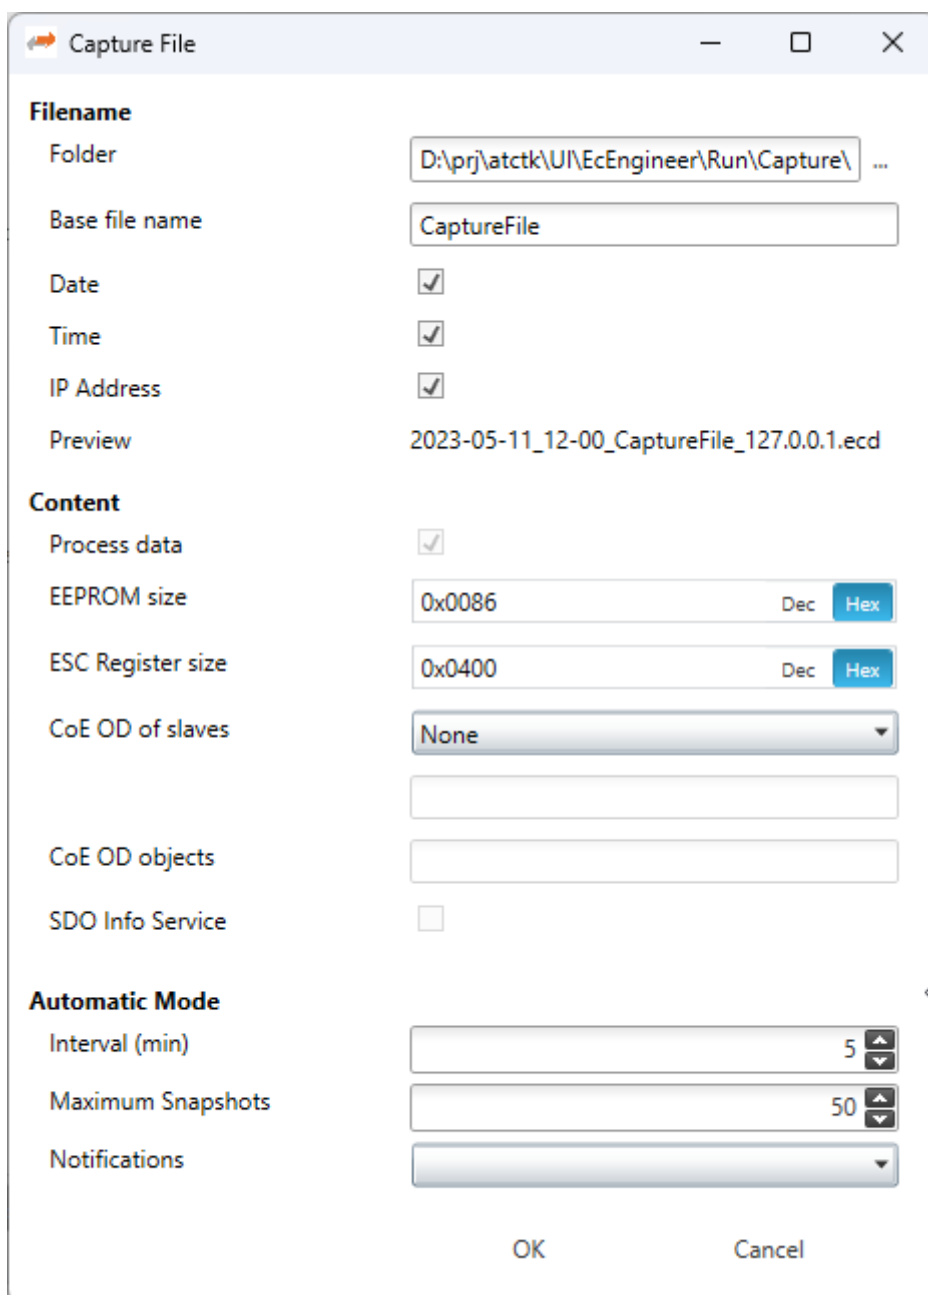 Capture File
Filename
Folder D:\prj\atctk\UI\EcEngineer\Run\Capture\ ...
Base file name CaptureFile
Date
Time
IP Address
Preview 2023-05-11_12-00_CaptureFile_127.0.0.1.ecd
Content
Process data
EEPROM size 0x0086 Dec Hex
ESC Register size 0x0400 Dec Hex
CoE OD of slaves None
CoE OD objects
SDO Info Service
Automatic Mode
Interval (min) 5
Maximum Snapshots 50
Notifications
OK Cancel